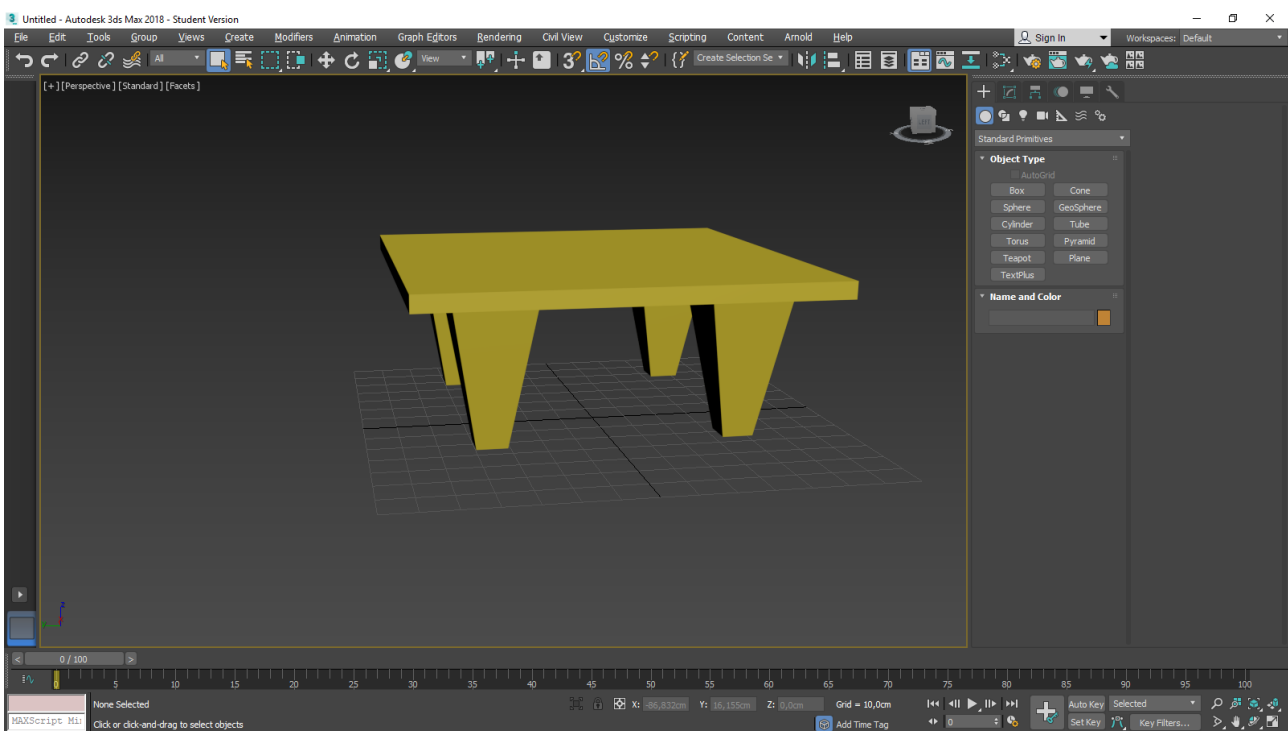 Untitled - Autodesk 3ds Max 2018 - Student Version
File Edit Tools Group Views Create Modifiers Animation Graph Editors Rendering Civil View Customize Scripting Content Arnold Help Sign In Workspaces: Default
All View Create Selection Se
[+] [Perspective] [Standard] [Facets]
Standard Primitives
Object Type
AutoGrid
Box Cone
Sphere GeoSphere
Cylinder Tube
Torus Pyramid
Teapot Plane
TextPlus
Name and Color
z
< 0 / 100 >
0 5 10 15 20 25 30 35 40 45 50 55 60 65 70 75 80 85 90 95 100
None Selected X: -86,832cm Y: 16,155cm Z: 0,0cm Grid = 10,0cm Auto Key Selected
MAXScript Mi Click or click-and-drag to select objects Add Time Tag 0 Set Key Key Filters...